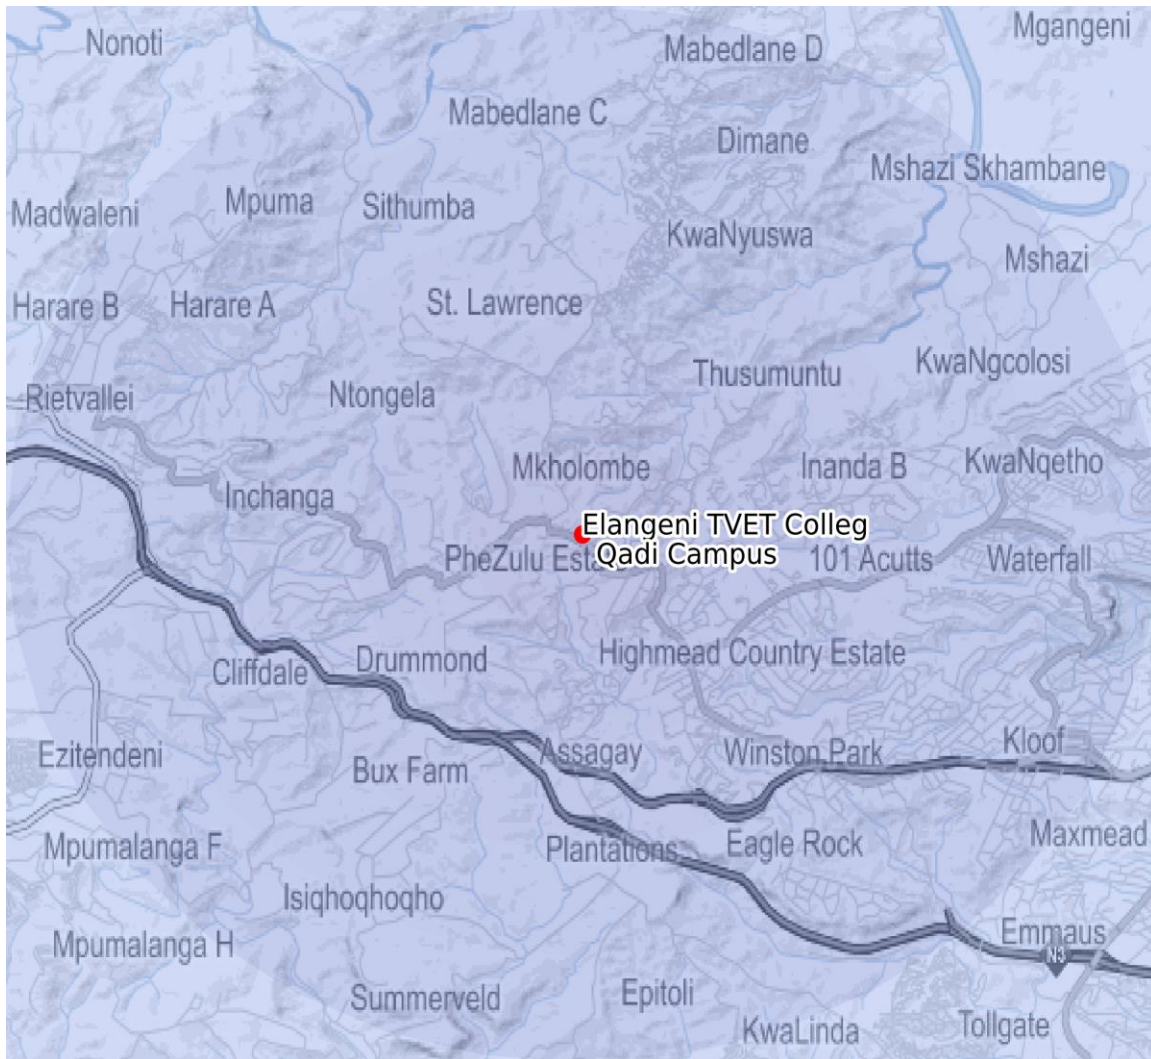 Nonoti
Mgangeni
Mabedlane D
Mabedlane C
Dimane
Mshazi Skhambane
Madwaleni
Mpuma
Sithumba
KwaNyuswa
Mshazi
Harare B
Harare A
St. Lawrence
KwaNgcolosi
Thusumuntu
Rietvallei
Ntongela
Mkholombe
Inanda B
KwaNqetho
Inchanga
Elangeni TVET Colleg
Qadi Campus
PheZulu Esta
101 Acutts
Waterfall
Highmead Country Estate
Drummond
Cliffdale
Ezitendeni
Bux Farm
Assagay
Winston Park
Kloof
Mpumalanga F
Plantations
Eagle Rock
Maxmead
Isiqhoqhoqho
Mpumalanga H
Emmaus
N3
Summerveld
Epitoli
KwaLinda
Tollgate